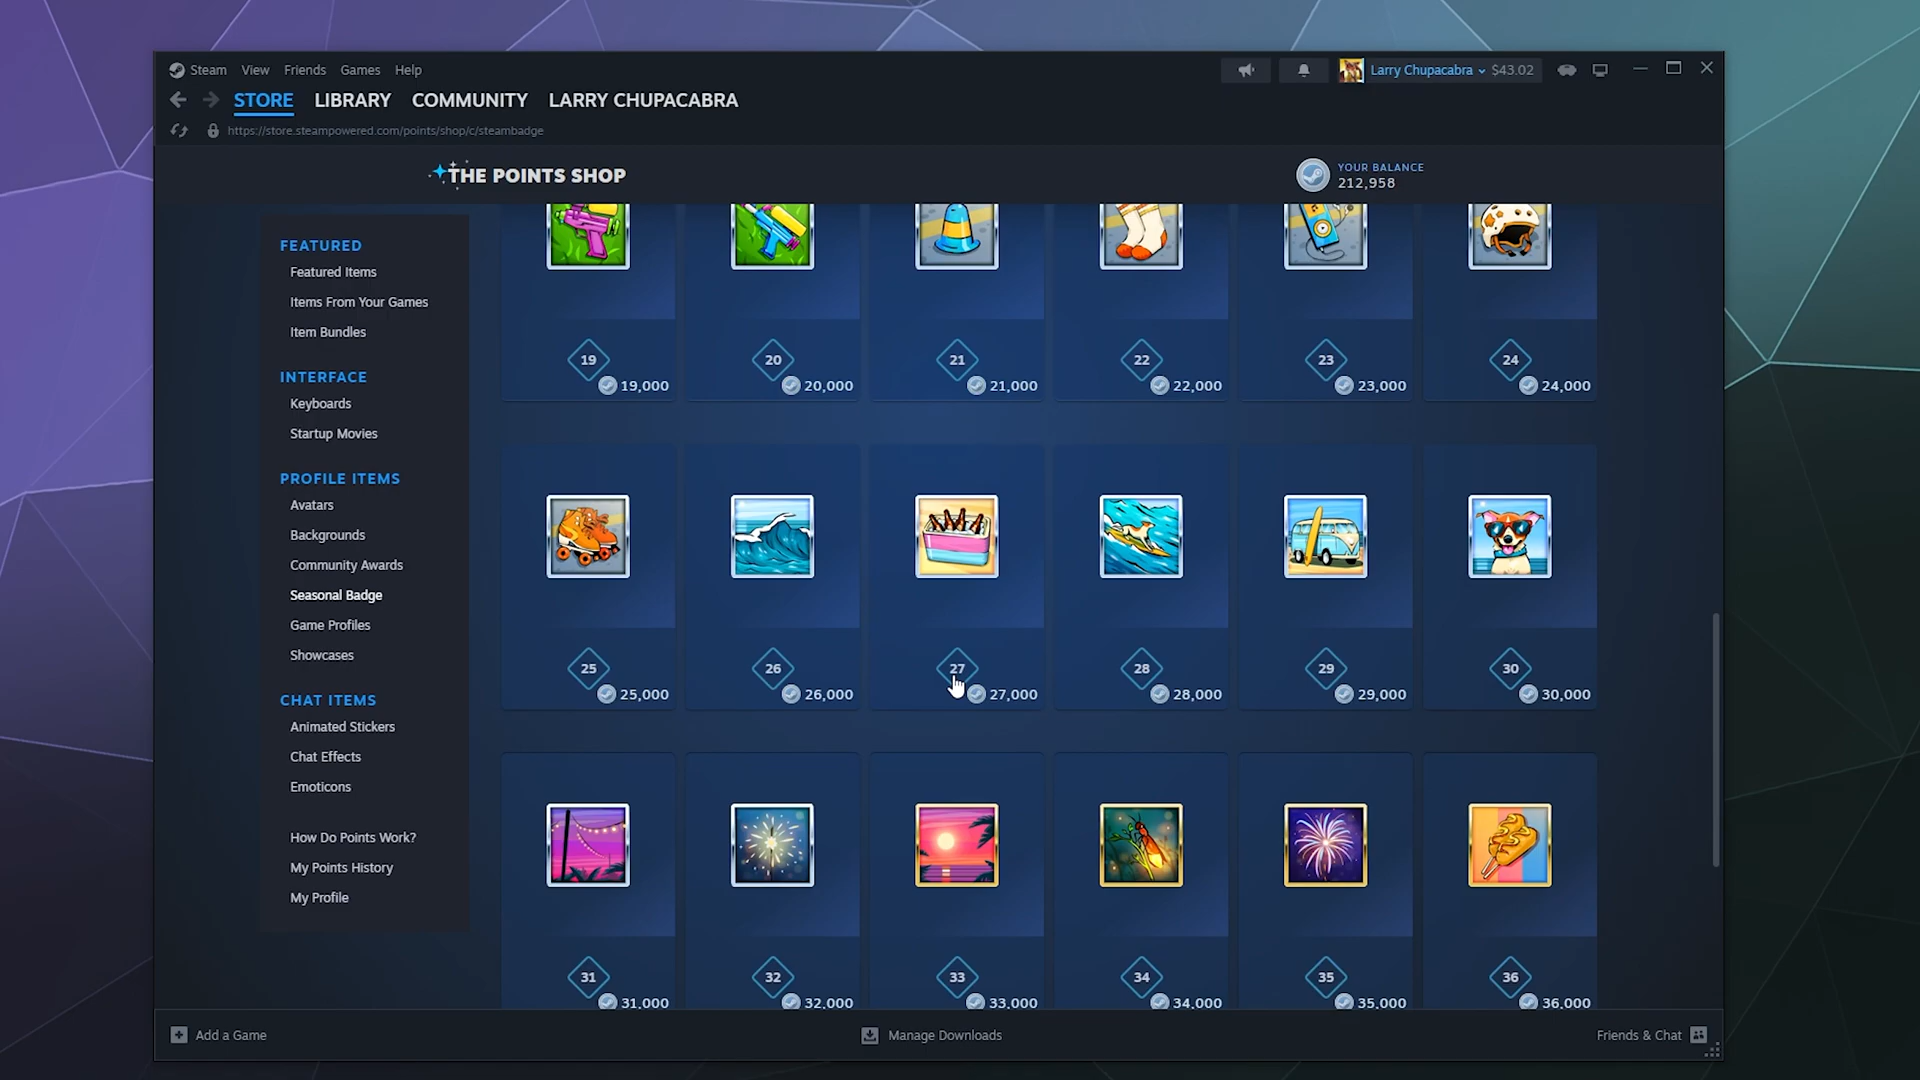 Steam View Friends Games Help
Larry Chupacabra $43.02
STORE LIBRARY COMMUNITY LARRY CHUPACABRA
https://store.steampowered.com/points/shop/c/steambadge
THE POINTS SHOP
YOUR BALANCE
212,958
FEATURED
Featured Items
Items From Your Games
Item Bundles
INTERFACE
Keyboards
Startup Movies
PROFILE ITEMS
Avatars
Backgrounds
Community Awards
Seasonal Badge
Game Profiles
Showcases
CHAT ITEMS
Animated Stickers
Chat Effects
Emoticons
How Do Points Work?
My Points History
My Profile
19 20 21 22 23 24
19,000 20,000 21,000 22,000 23,000 24,000
25 26 27 28 29 30
25,000 26,000 27,000 28,000 29,000 30,000
31 32 33 34 35 36
31,000 32,000 33,000 34,000 35,000 36,000
Add a Game
Manage Downloads
Friends & Chat